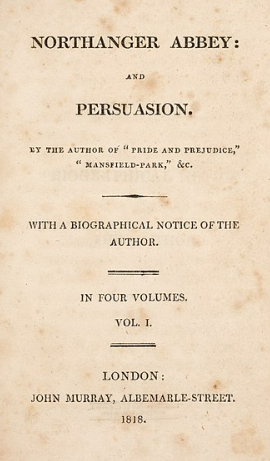 NORTHANGER ABBEY:
AND
PERSUASION.
BY THE AUTHOR OF "PRIDE AND PREJUDICE,"
"MANSFIELD-PARK," &C.
WITH A BIOGRAPHICAL NOTICE OF THE
AUTHOR.
IN FOUR VOLUMES.
VOL. I.
LONDON:
JOHN MURRAY, ALBEMARLE-STREET.
1818.